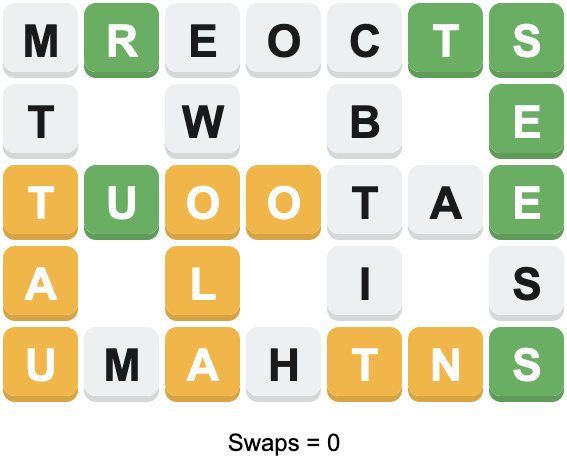 M R E O C T S
T W B E
T U O O T A E
A L I S
U M A H T N S
Swaps = 0